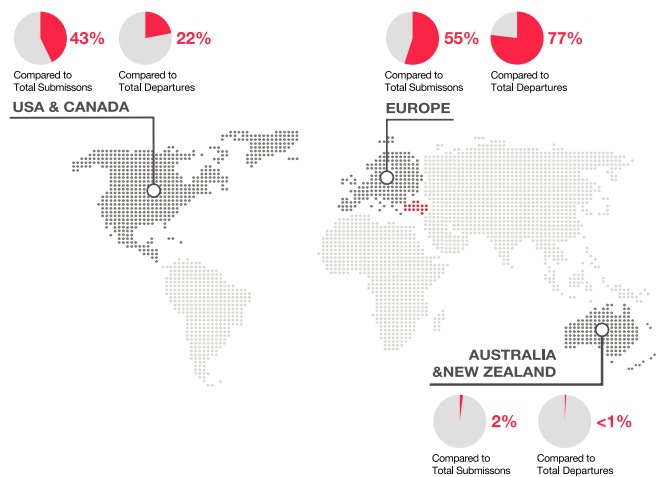 43%
22%
Compared to
Total Submissons
Compared to
Total Departures
USA & CANADA
55%
77%
Compared to
Total Submissons
Compared to
Total Departures
EUROPE
AUSTRALIA
&NEW ZEALAND
2%
<1%
Compared to
Total Submissons
Compared to
Total Departures